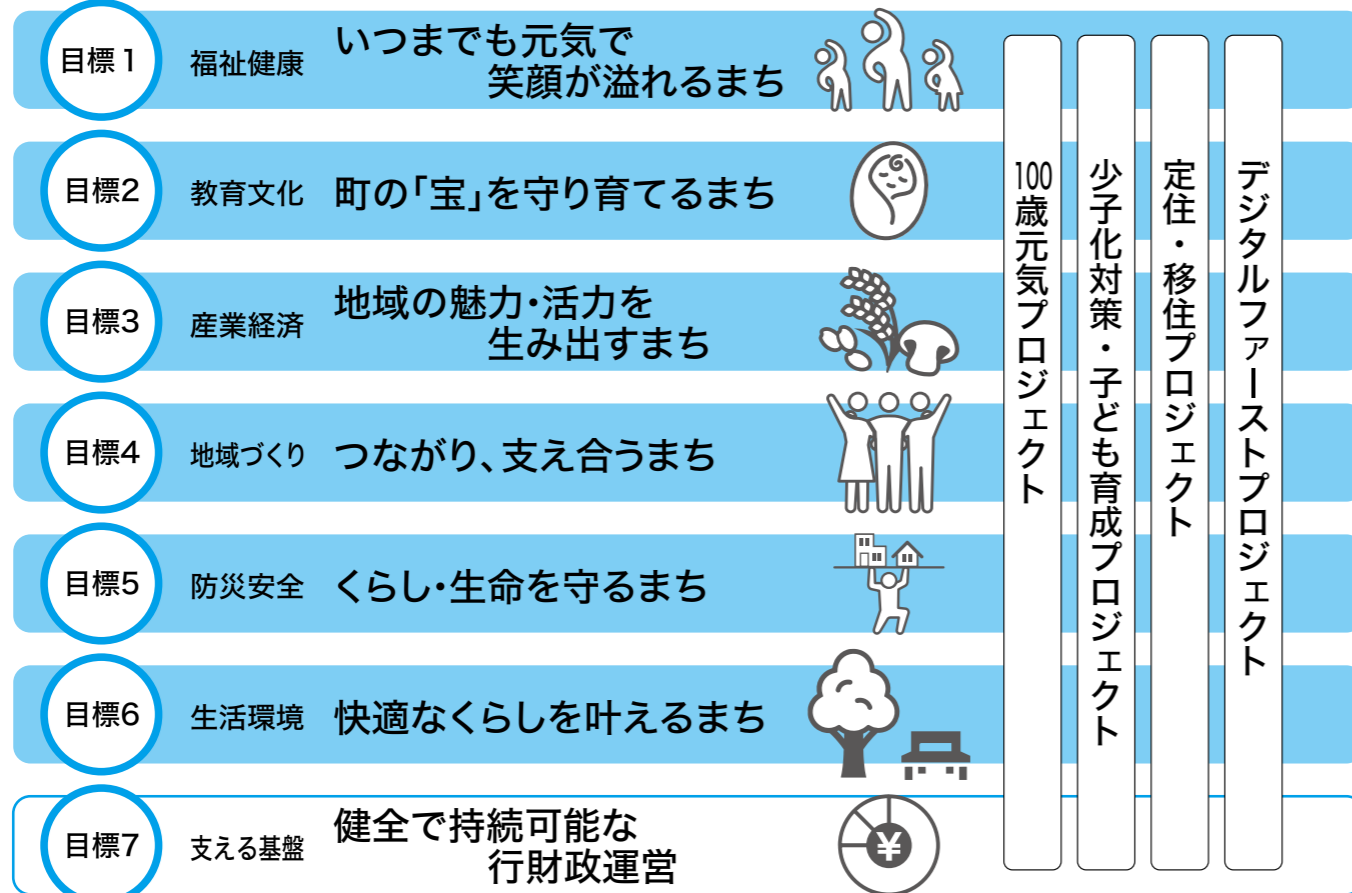 目標1
福祉健康
いつまでも元気で
笑顔が溢れるまち
目標2
教育文化
町の「宝」を守り育てるまち
目標3
産業経済
地域の魅力・活力を
生み出すまち
目標4
地域づくり
つながり、支え合うまち
目標5
防災安全
くらし・生命を守るまち
目標6
生活環境
快適なくらしを叶えるまち
目標7
支える基盤
健全で持続可能な
行財政運営
¥
100歳元気プロジェクト
少子化対策・子ども育成プロジェクト
定住・移住プロジェクト
デジタルファーストプロジェクト